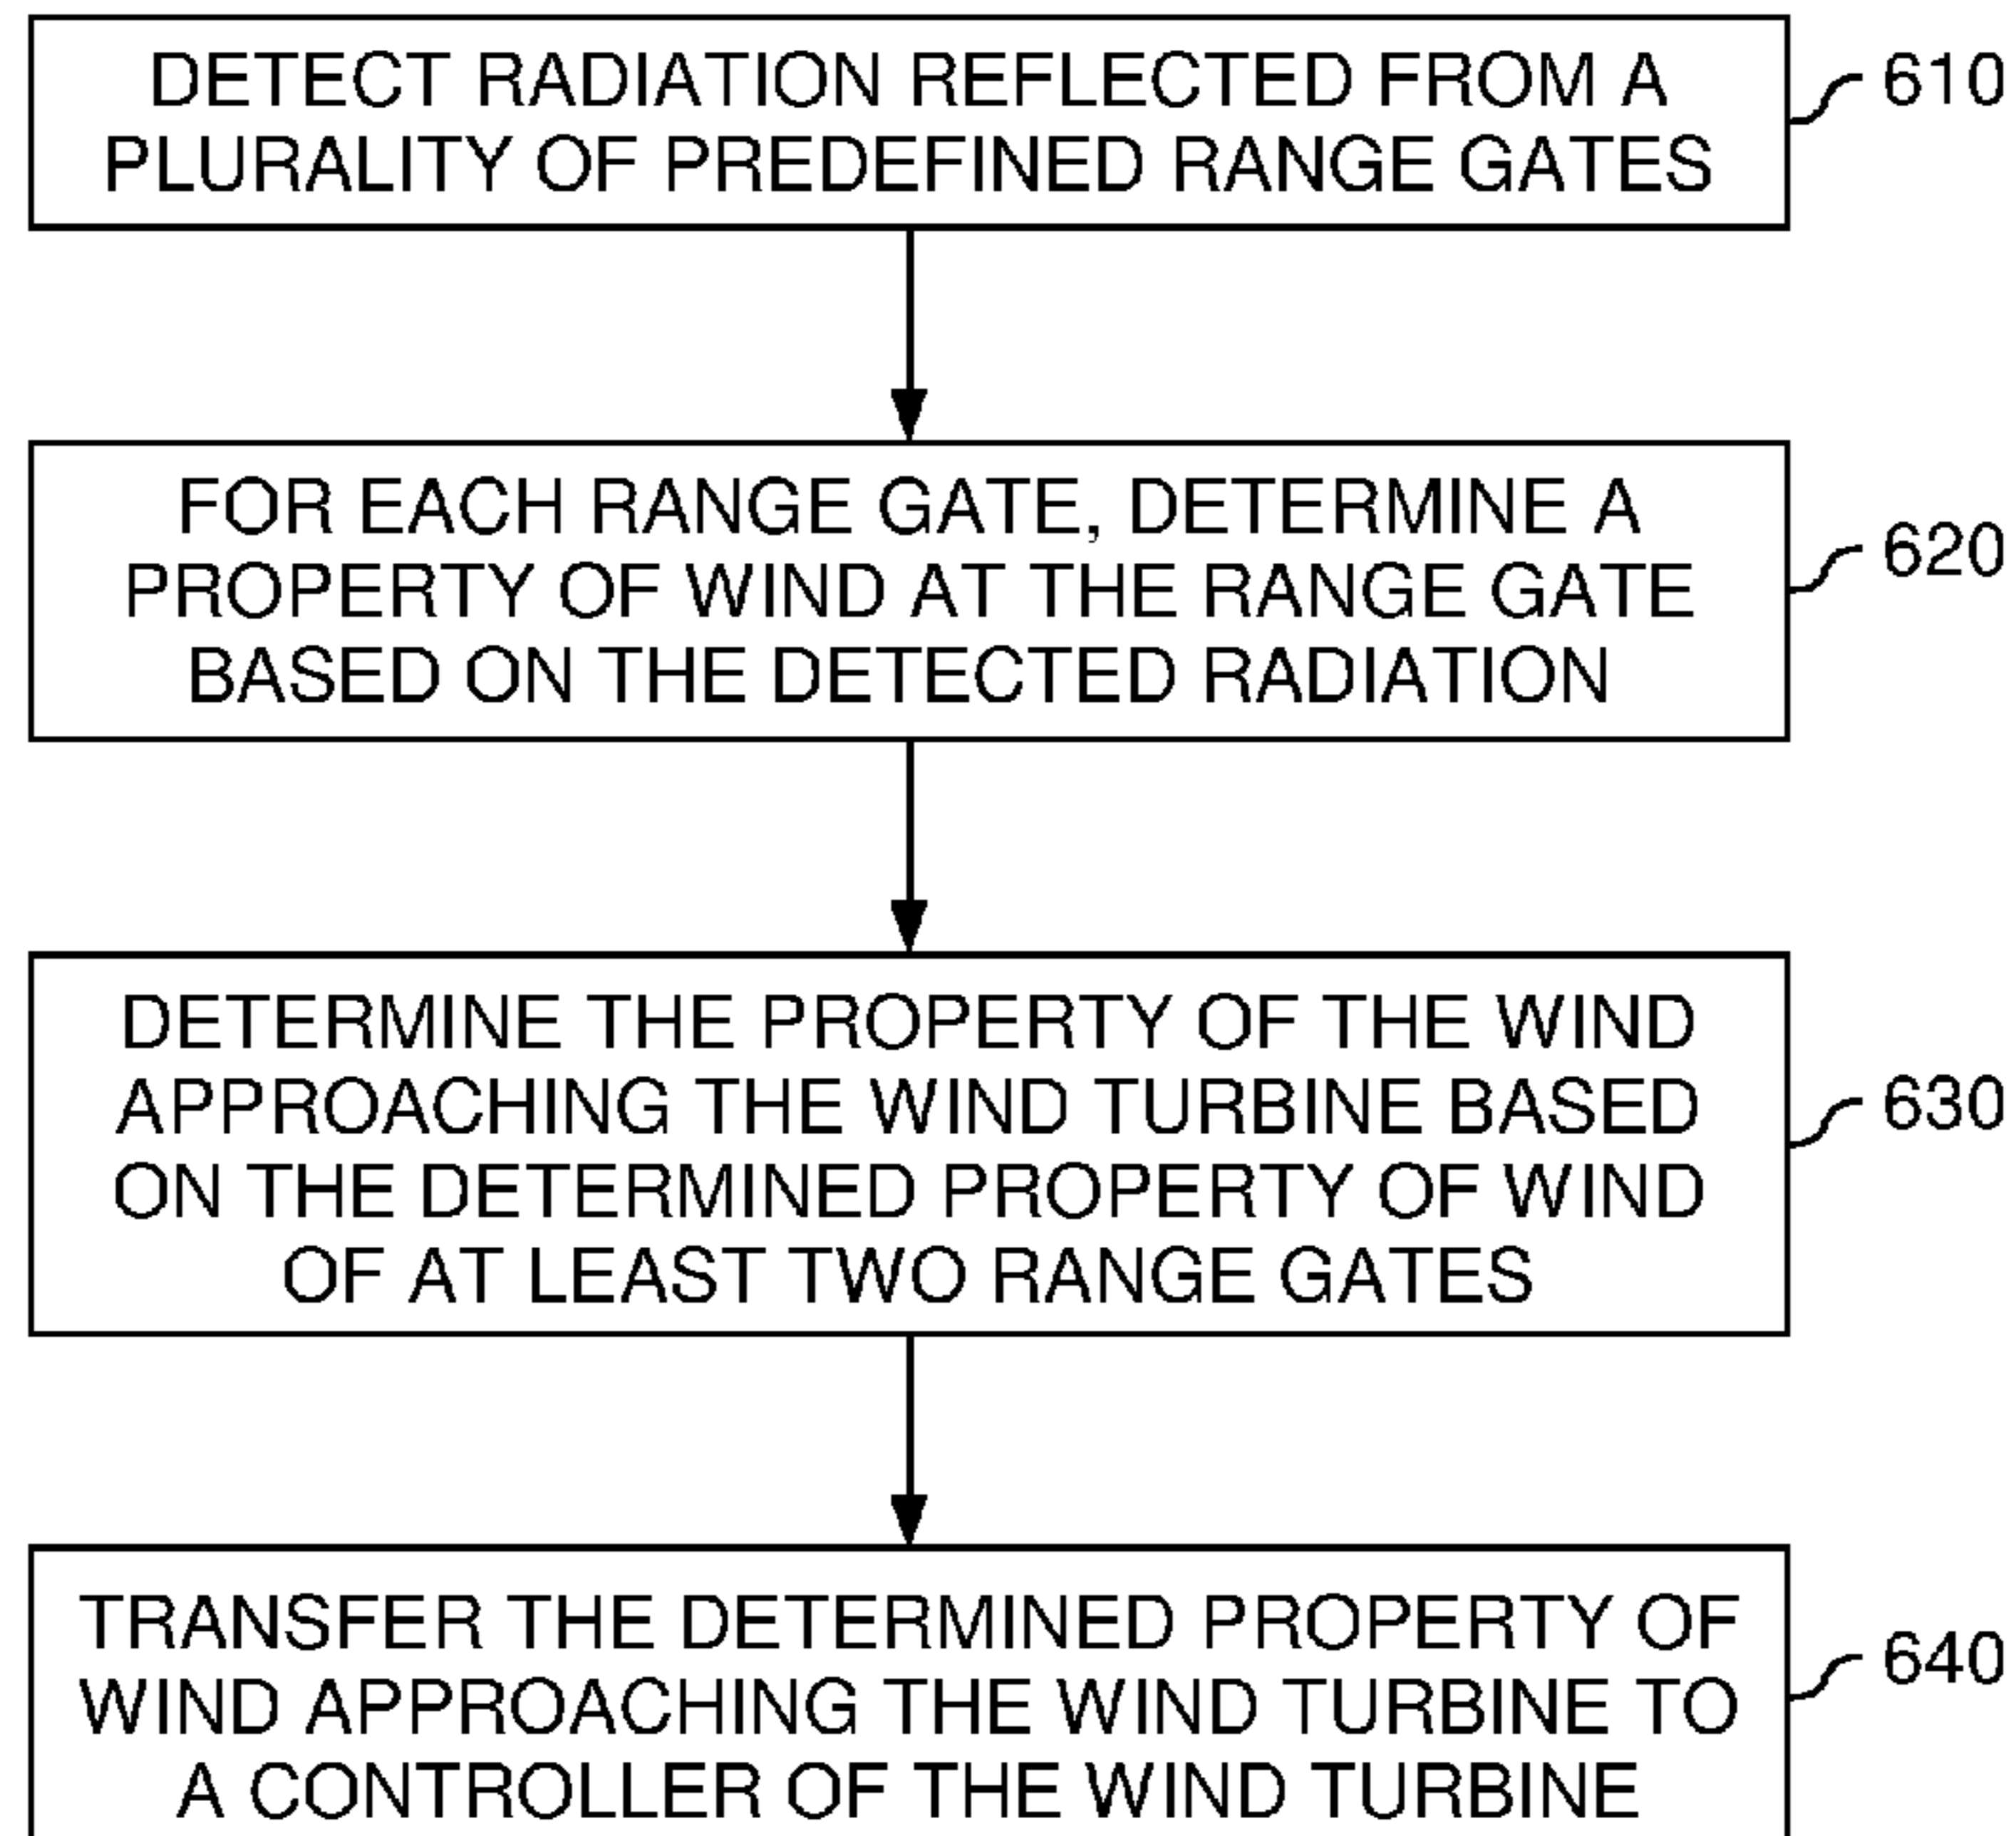 DETECT RADIATION REFLECTED FROM A
PLURALITY OF PREDEFINED RANGE GATES
610
FOR EACH RANGE GATE, DETERMINE A
PROPERTY OF WIND AT THE RANGE GATE
BASED ON THE DETECTED RADIATION
620
DETERMINE THE PROPERTY OF THE WIND
APPROACHING THE WIND TURBINE BASED
ON THE DETERMINED PROPERTY OF WIND
OF AT LEAST TWO RANGE GATES
630
TRANSFER THE DETERMINED PROPERTY OF
WIND APPROACHING THE WIND TURBINE TO
A CONTROLLER OF THE WIND TURBINE
640